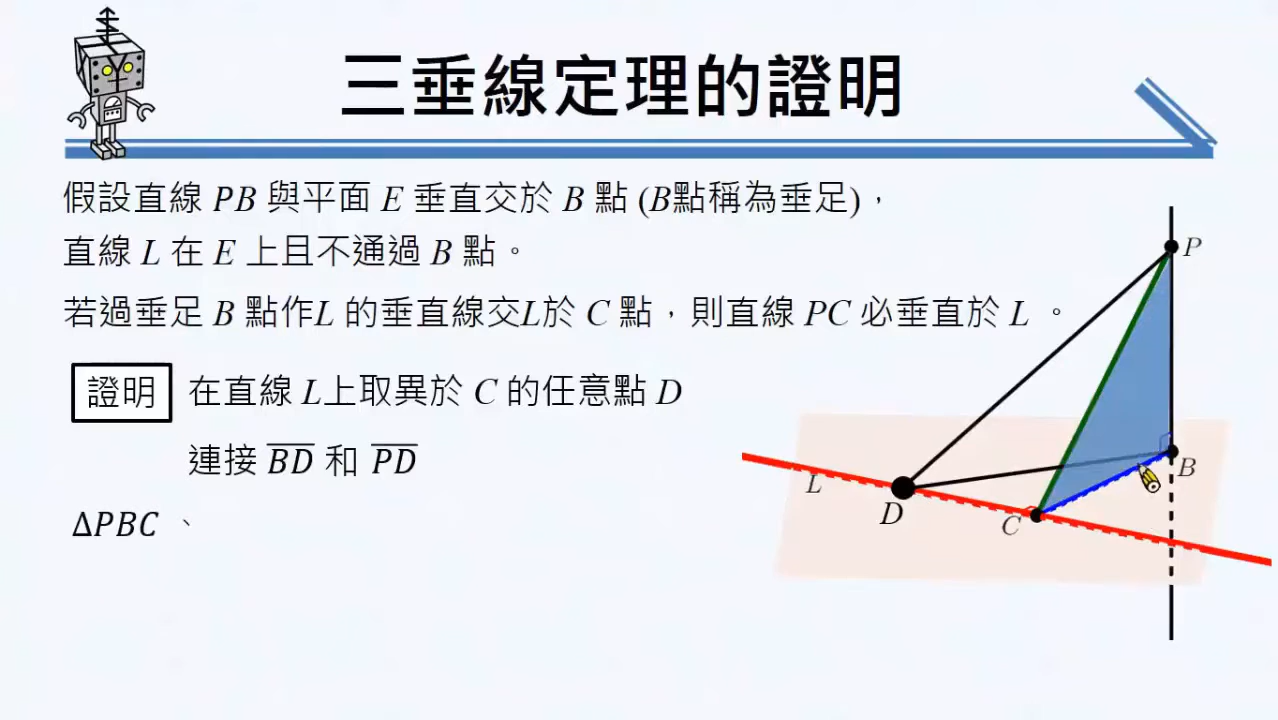 三垂線定理的證明
假設直線 PB 與平面 E 垂直交於 B 點 (B點稱為垂足)，
直線 L 在 E 上且不通過 B 點。
若過垂足 B 點作L 的垂直線交L於 C 點，則直線 PC 必垂直於 L 。
證明 在直線 L上取異於 C 的任意點 D
連接 \overline{BD} 和 \overline{PD}
ΔPBC 、
P
B
L
D
C